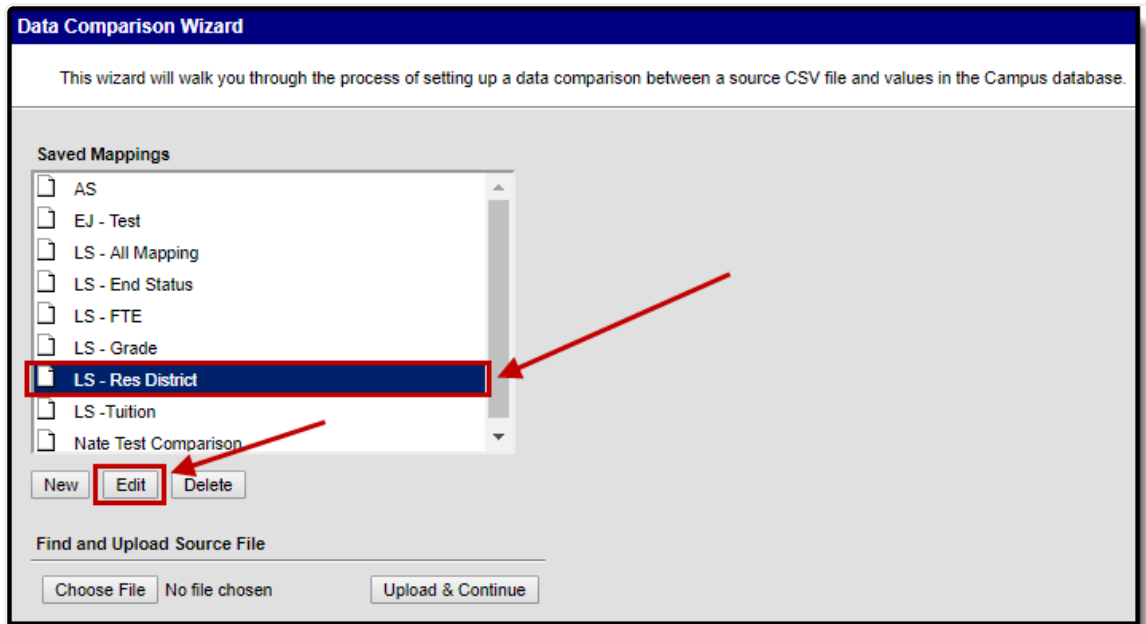 Data Comparison Wizard
This wizard will walk you through the process of setting up a data comparison between a source CSV file and values in the Campus database.
Saved Mappings
AS
EJ - Test
LS - All Mapping
LS - End Status
LS - FTE
LS - Grade
LS - Res District
LS -Tuition
Nate Test Comparison
New Edit Delete
Find and Upload Source File
Choose File No file chosen Upload & Continue